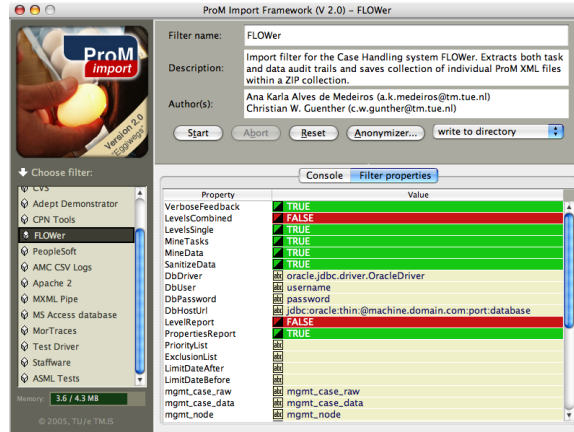 ProM Import Framework (V 2.0) – FLOWer
ProM
import
Version 2.0
"Eggiwegs"
Filter name:
FLOWer
Description:
Import filter for the Case Handling system FLOWer. Extracts both task
and data audit trails and saves collection of individual ProM XML files
within a ZIP collection.
Author(s):
Ana Karla Alves de Medeiros (a.k.medeiros@tm.tue.nl)
Christian W. Guenther (c.w.gunther@tm.tue.nl)
Start Abort Reset Anonymizer... write to directory
Choose filter:
CVS
Adept Demonstrator
CPN Tools
FLOWer
PeopleSoft
AMC CSV Logs
Apache 2
MXML Pipe
MS Access database
MorTraces
Test Driver
Staffware
ASML Tests
Memory: 3.6 / 4.3 MB
© 2005, TU/e TM.IS
Console Filter properties
Property Value
VerboseFeedback TRUE
LevelsCombined FALSE
LevelsSingle TRUE
MineTasks TRUE
MineData TRUE
SanitizeData TRUE
DbDriver oracle.jdbc.driver.OracleDriver
DbUser username
DbPassword password
DbHostUrl jdbc:oracle:thin:@machine.domain.com:port:database
LevelReport FALSE
PropertiesReport TRUE
PriorityList
ExclusionList
LimitDateAfter
LimitDateBefore
mgmt_case_raw mgmt_case_raw
mgmt_case_data mgmt_case_data
mgmt_node mgmt_node